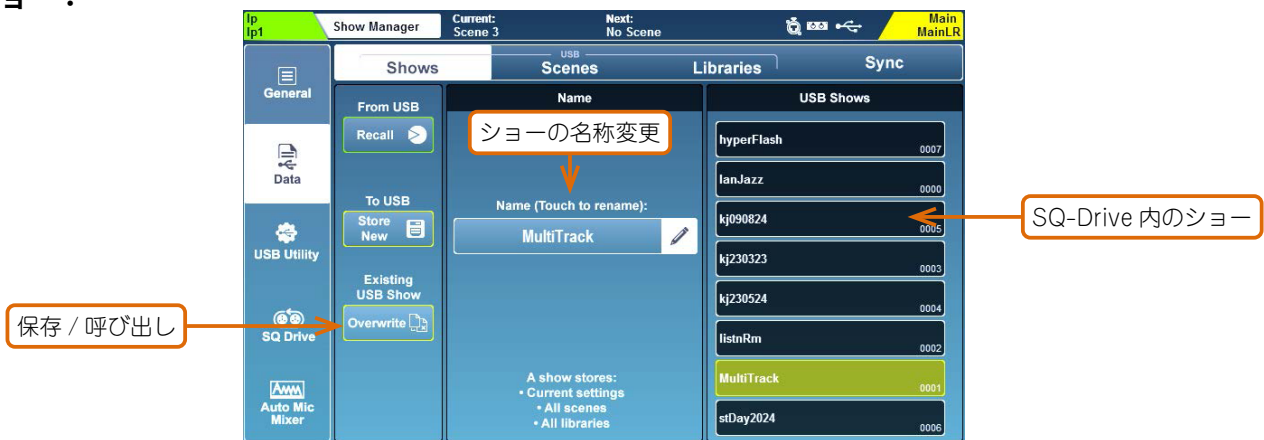 ョー:
Ip
Ip1
Show Manager
Current:
Scene 3
Next:
No Scene
Main
MainLR
General
Data
USB Utility
SQ Drive
Auto Mic
Mixer
Shows
USB
Scenes
Libraries
Sync
From USB
Recall
To USB
Store
New
Existing
USB Show
Overwrite
保存 / 呼び出し
Name
ショーの名称変更
Name (Touch to rename):
MultiTrack
A show stores:
• Current settings
• All scenes
• All libraries
USB Shows
hyperFlash 0007
IanJazz 0000
kj090824 0005
kj230323 0003
kj230524 0004
listnRm 0002
MultiTrack 0001
stDay2024 0006
SQ-Drive 内のショー